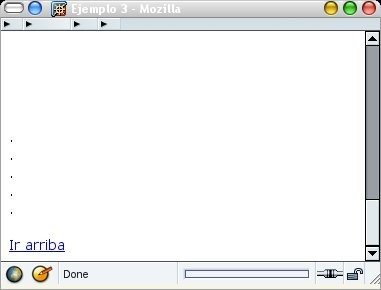 Ejemplo 3 - Mozilla
.
.
.
.
.
Ir arriba
Done